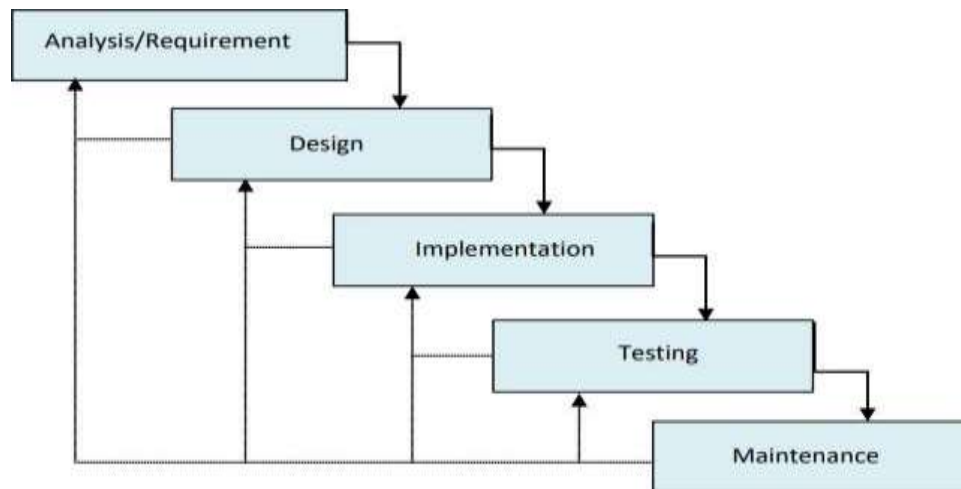 Analysis/Requirement
Design
Implementation
Testing
Maintenance